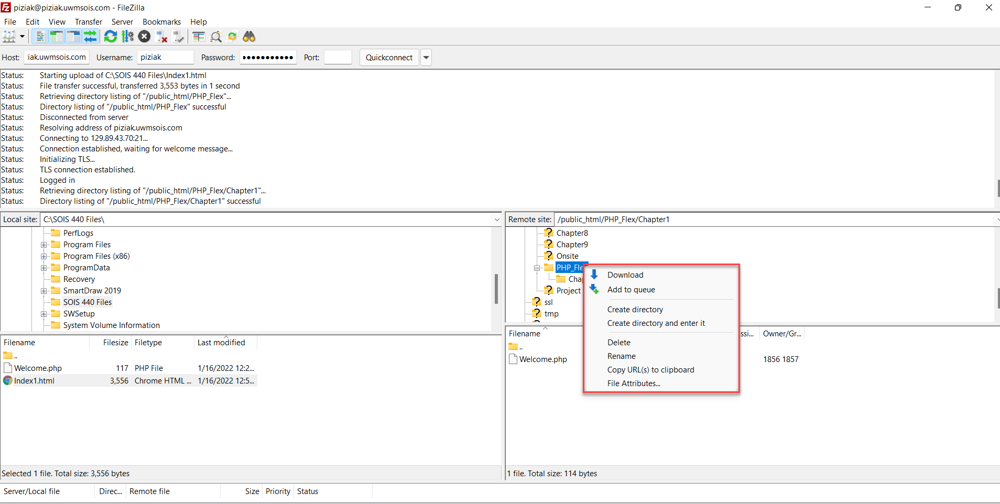 piziak@piziak.uwmsois.com - FileZilla
File Edit View Transfer Server Bookmarks Help
Host: iak.uwmsois.com Username: piziak Password: ●●●●●●●●●●● Port: Quickconnect
Status: Starting upload of C:\SOIS 440 Files\Index1.html
Status: File transfer successful, transferred 3,553 bytes in 1 second
Status: Retrieving directory listing of "/public_html/PHP_Flex"...
Status: Directory listing of "/public_html/PHP_Flex" successful
Status: Disconnected from server
Status: Resolving address of piziak.uwmsois.com
Status: Connecting to 129.89.43.70:21...
Status: Connection established, waiting for welcome message...
Status: Initializing TLS...
Status: TLS connection established.
Status: Logged in
Status: Retrieving directory listing of "/public_html/PHP_Flex/Chapter1"...
Status: Directory listing of "/public_html/PHP_Flex/Chapter1" successful
Local site: C:\SOIS 440 Files\
PerfLogs
Program Files
Program Files (x86)
ProgramData
Recovery
SmartDraw 2019
SOIS 440 Files
SWSetup
System Volume Information
Filename Filesize Filetype Last modified
..
Welcome.php 117 PHP File 1/16/2022 12:2...
Index1.html 3,556 Chrome HTML ... 1/16/2022 12:5...
Selected 1 file. Total size: 3,556 bytes
Remote site: /public_html/PHP_Flex/Chapter1
Chapter8
Chapter9
Onsite
PHP_Fle
Chap
Project
ssl
tmp
Download
Add to queue
Create directory
Create directory and enter it
Delete
Rename
Copy URL(s) to clipboard
File Attributes...
Filename ssi... Owner/Gr...
..
Welcome.php 1856 1857
1 file. Total size: 114 bytes
Server/Local file Direc... Remote file Size Priority Status